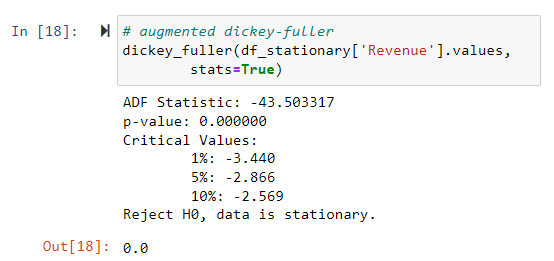 In [18]:
# augmented dickey-fuller
dickey_fuller(df_stationary['Revenue'].values,
stats=True)
ADF Statistic: -43.503317
p-value: 0.000000
Critical Values:
1%: -3.440
5%: -2.866
10%: -2.569
Reject H0, data is stationary.
Out[18]: 0.0